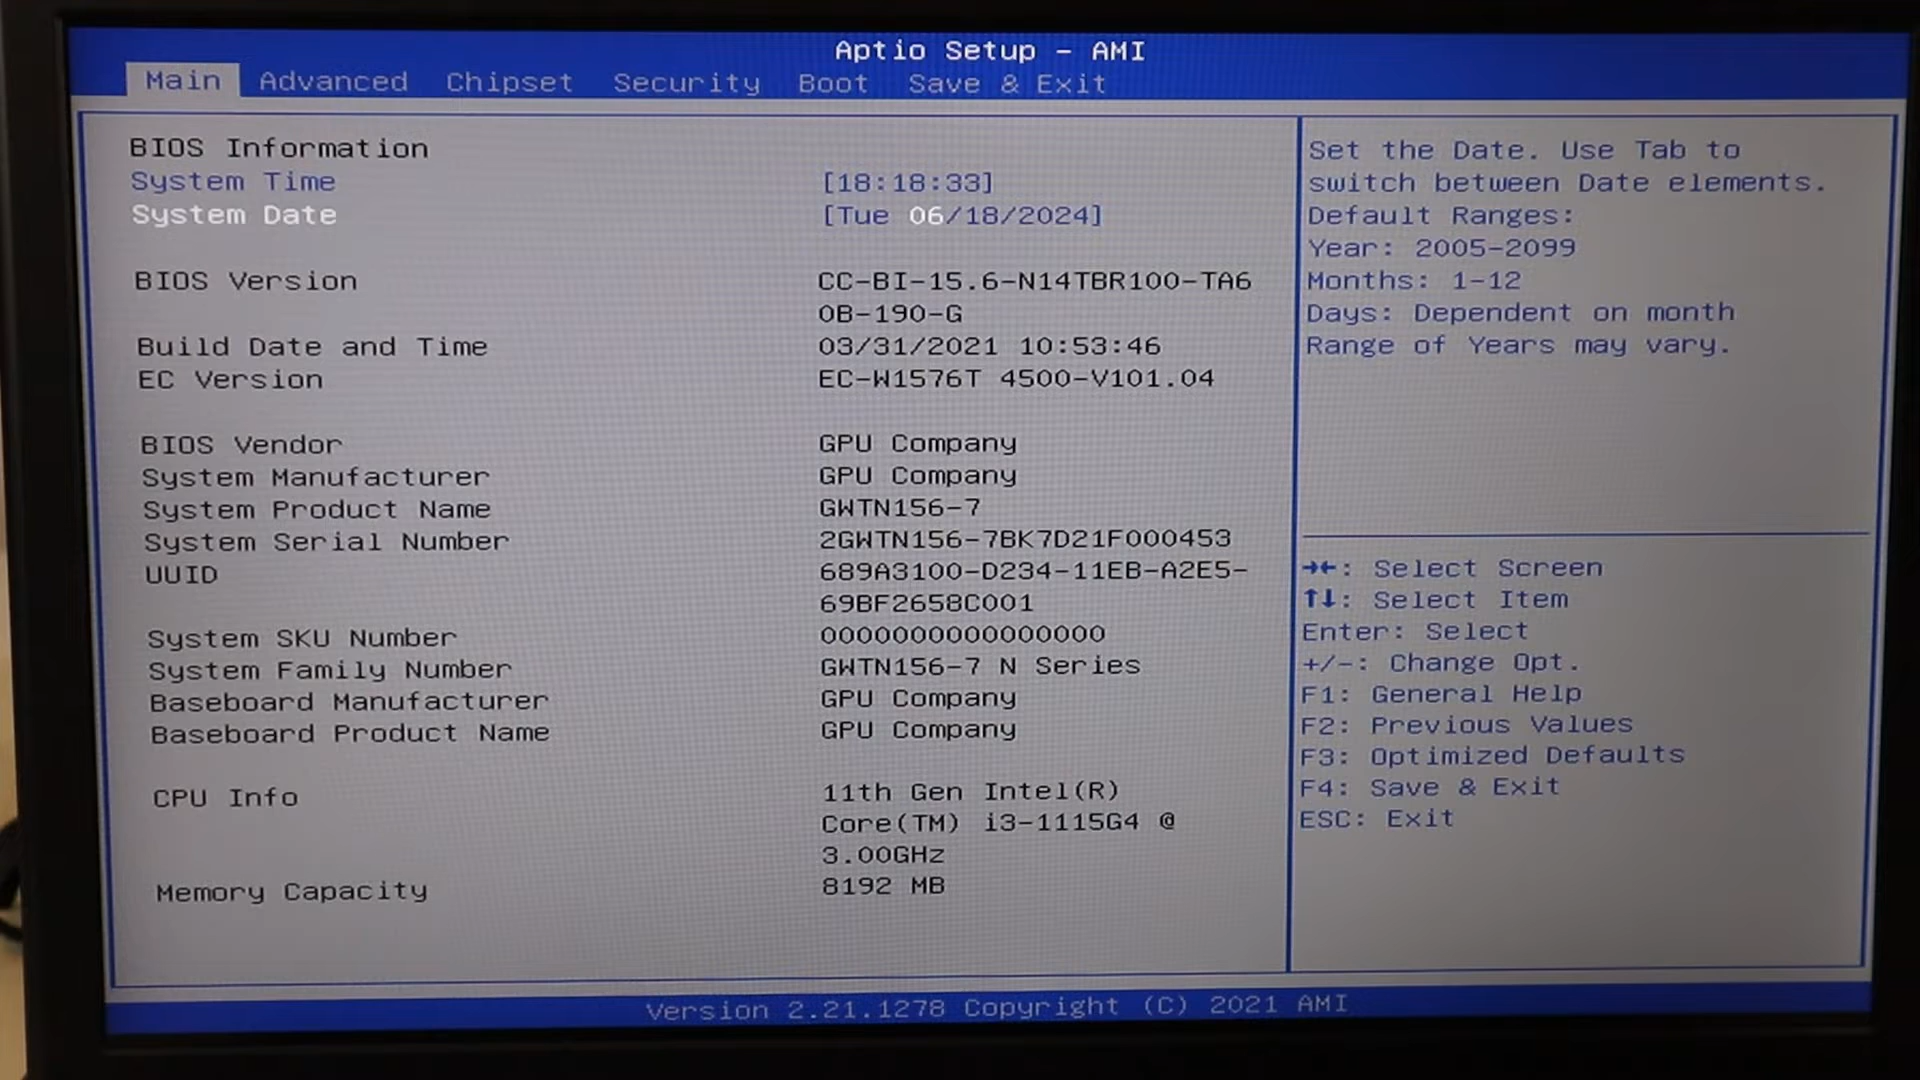 Aptio Setup – AMI
Main Advanced Chipset Security Boot Save & Exit
BIOS Information
System Time [18:18:33]
System Date [Tue 06/18/2024]
BIOS Version CC-BI-15.6-N14TBR100-TA6
0B-190-G
Build Date and Time 03/31/2021 10:53:46
EC Version EC-W1576T 4500-V101.04
BIOS Vendor GPU Company
System Manufacturer GPU Company
System Product Name GWTN156-7
System Serial Number 2GWTN156-7BK7D21F000453
UUID 689A3100-D234-11EB-A2E5-
69BF2658C001
System SKU Number 0000000000000000
System Family Number GWTN156-7 N Series
Baseboard Manufacturer GPU Company
Baseboard Product Name GPU Company
CPU Info 11th Gen Intel(R)
Core(TM) i3-1115G4 @
3.00GHz
Memory Capacity 8192 MB
Set the Date. Use Tab to
switch between Date elements.
Default Ranges:
Year: 2005-2099
Months: 1-12
Days: Dependent on month
Range of Years may vary.
→←: Select Screen
↑↓: Select Item
Enter: Select
+/-: Change Opt.
F1: General Help
F2: Previous Values
F3: Optimized Defaults
F4: Save & Exit
ESC: Exit
Version 2.21.1278 Copyright (C) 2021 AMI